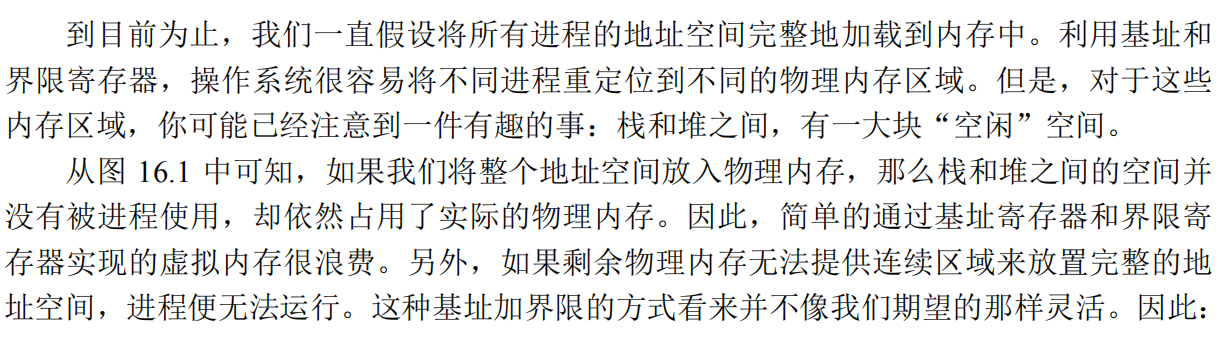 到目前为止，我们一直假设将所有进程的地址空间完整地加载到内存中。利用基址和
界限寄存器，操作系统很容易将不同进程重定位到不同的物理内存区域。但是，对于这些
内存区域，你可能已经注意到一件有趣的事：栈和堆之间，有一大块“空闲”空间。
从图 16.1 中可知，如果我们将整个地址空间放入物理内存，那么栈和堆之间的空间并
没有被进程使用，却依然占用了实际的物理内存。因此，简单的通过基址寄存器和界限寄
存器实现的虚拟内存很浪费。另外，如果剩余物理内存无法提供连续区域来放置完整的地
址空间，进程便无法运行。这种基址加界限的方式看来并不像我们期望的那样灵活。因此：